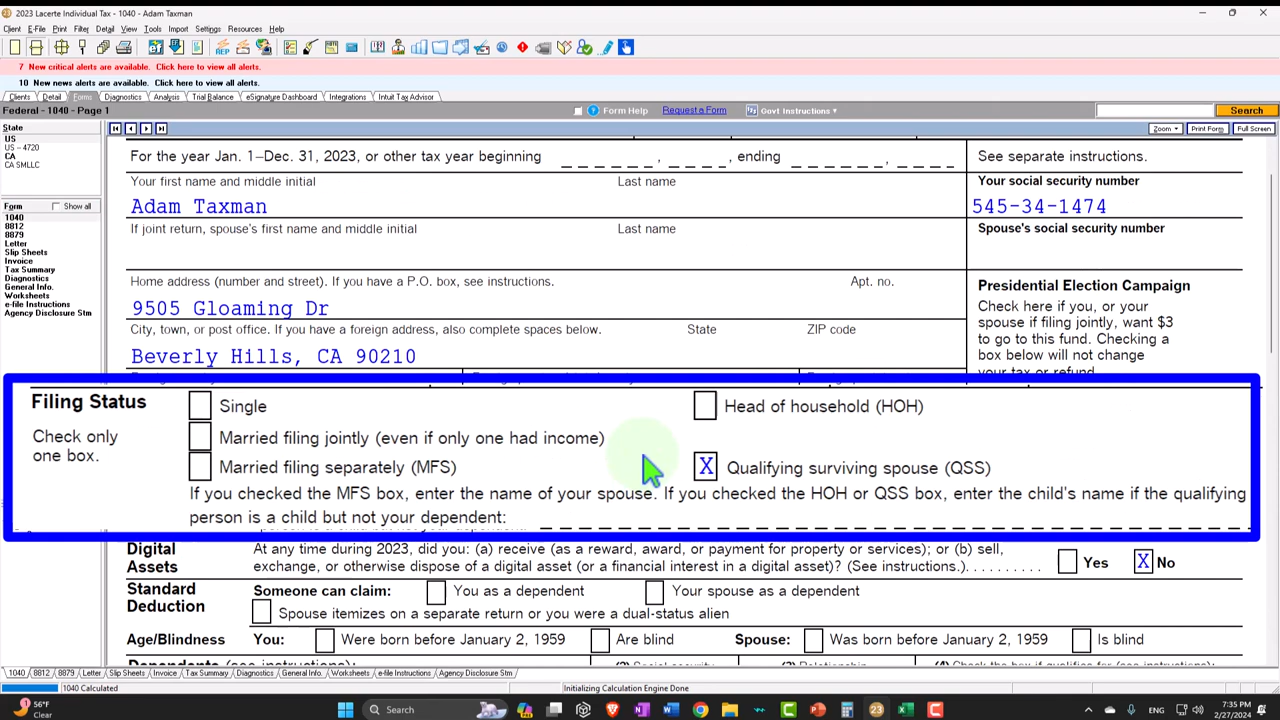 2023 Lacerte Individual Tax - 1040 - Adam Taxman
Client E-File Print Filter Detail View Tools Import Settings Resources Help
7 New critical alerts are available. Click here to view all alerts.
10 New news alerts are available. Click here to view all alerts.
Clients Detail Forms Diagnostics Analysis Trial Balance eSignature Dashboard Integrations Intuit Tax Advisor
Federal - 1040 - Page 1 Form Help Request a Form Govt Instructions Search
State Zoom Print Form Full Screen
US
US - 4720
CA
CA SMLLC
Form Show all
1040
8812
8879
Letter
Slip Sheets
Invoice
Tax Summary
Diagnostics
General Info.
Worksheets
e-file Instructions
Agency Disclosure Stm
For the year Jan. 1–Dec. 31, 2023, or other tax year beginning , , ending , See separate instructions.
Your first name and middle initial Last name Your social security number
Adam Taxman 545-34-1474
If joint return, spouse's first name and middle initial Last name Spouse's social security number
Home address (number and street). If you have a P.O. box, see instructions. Apt. no.
9505 Gloaming Dr
City, town, or post office. If you have a foreign address, also complete spaces below. State ZIP code
Beverly Hills, CA 90210
Presidential Election Campaign
Check here if you, or your
spouse if filing jointly, want $3
to go to this fund. Checking a
box below will not change
your tax or refund.
Filing Status
Check only
one box.
Single Head of household (HOH)
Married filing jointly (even if only one had income)
Married filing separately (MFS) X Qualifying surviving spouse (QSS)
If you checked the MFS box, enter the name of your spouse. If you checked the HOH or QSS box, enter the child's name if the qualifying
person is a child but not your dependent:
Digital
Assets
At any time during 2023, did you: (a) receive (as a reward, award, or payment for property or services); or (b) sell,
exchange, or otherwise dispose of a digital asset (or a financial interest in a digital asset)? (See instructions.). . . . . . . . . . Yes X No
Standard
Deduction
Someone can claim: You as a dependent Your spouse as a dependent
Spouse itemizes on a separate return or you were a dual-status alien
Age/Blindness You: Were born before January 2, 1959 Are blind Spouse: Was born before January 2, 1959 Is blind
1040 8812 8879 Letter Slip Sheets Invoice Tax Summary Diagnostics General Info. Worksheets e-file Instructions Agency Disclosure Stm
1040 Calculated Initializing Calculation Engine Done
56°F
Clear
Search
ENG
7:35 PM
2/27/2024